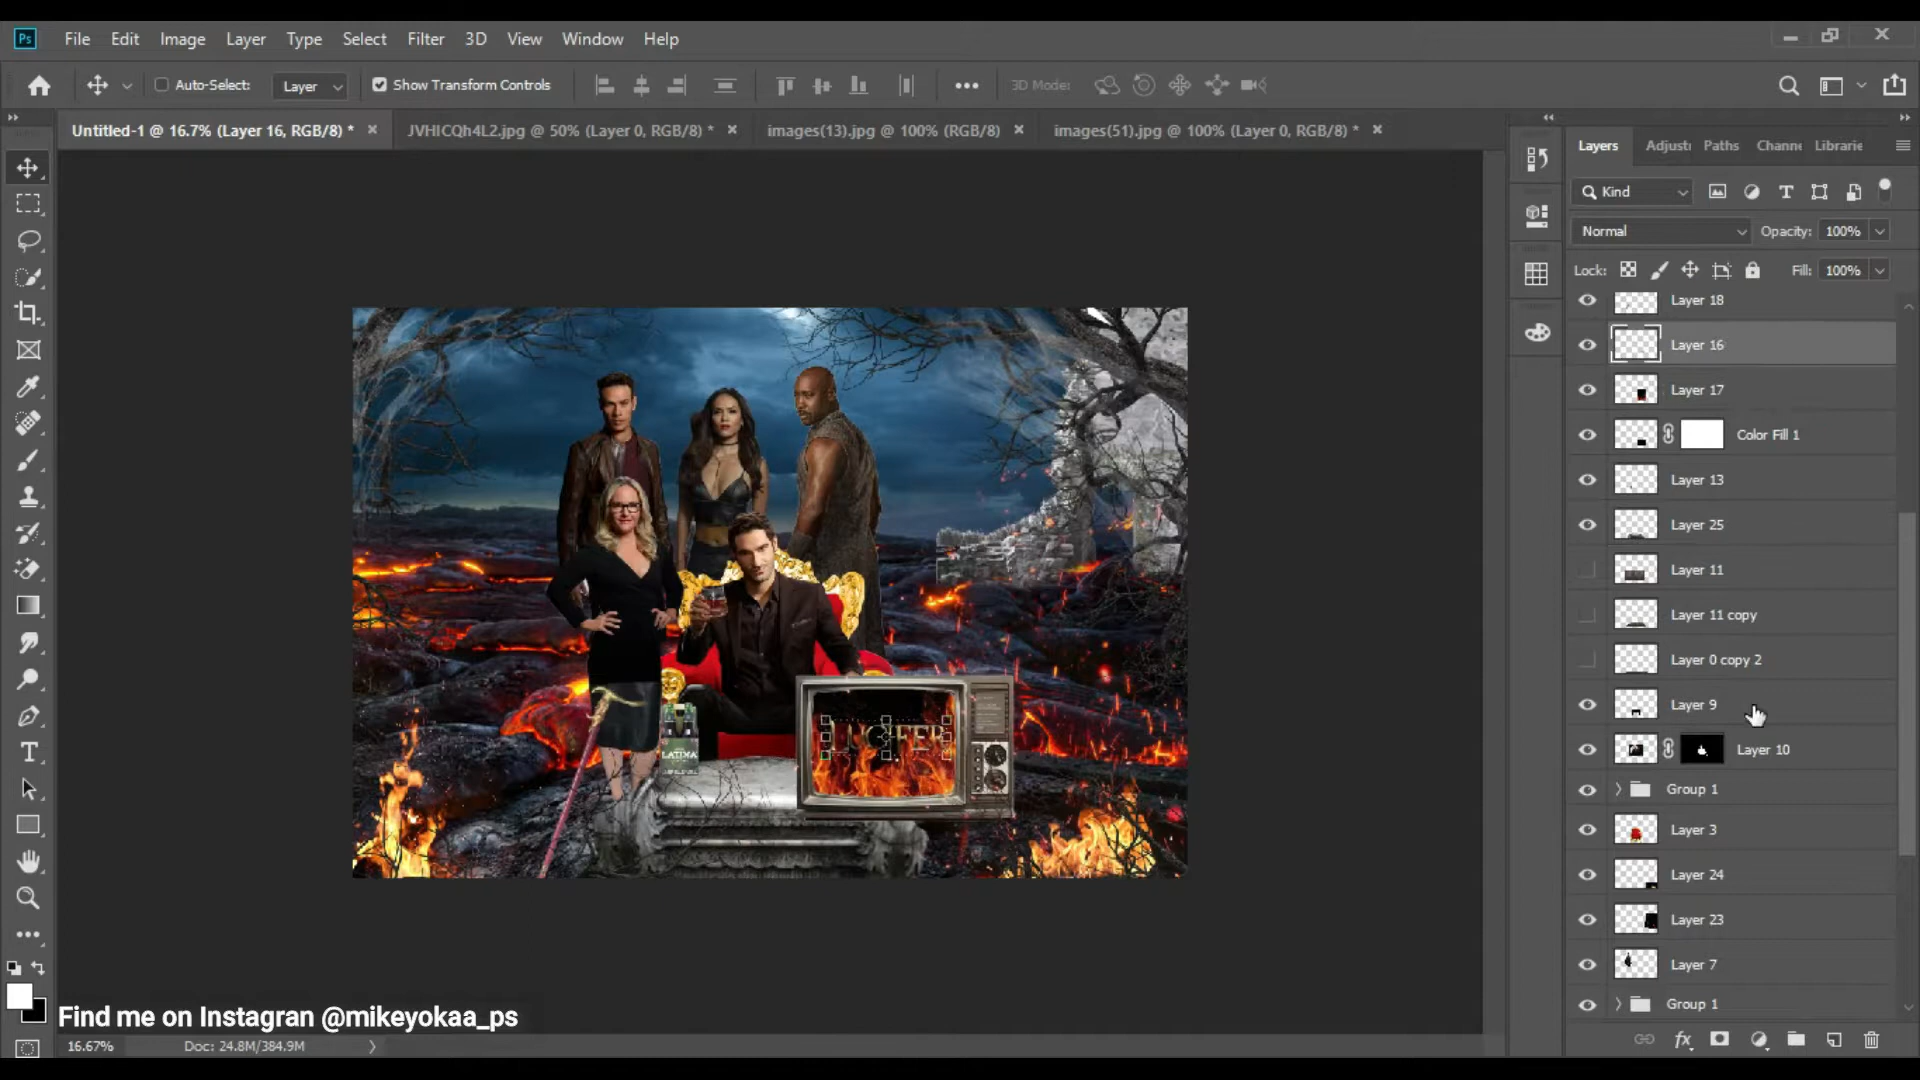 Ps File Edit Image Layer Type Select Filter 3D View Window Help
Auto-Select: Layer Show Transform Controls 3D Mode:
Untitled-1 @ 16.7% (Layer 16, RGB/8) * JVHICQh4L2.jpg @ 50% (Layer 0, RGB/8) * images(13).jpg @ 100% (RGB/8) images(51).jpg @ 100% (Layer 0, RGB/8) *
Layers Adjust Paths Chann Librarie
Kind
Normal Opacity: 100%
Lock: Fill: 100%
Layer 18
Layer 16
Layer 17
Color Fill 1
Layer 13
Layer 25
Layer 11
Layer 11 copy
Layer 0 copy 2
Layer 9
Layer 10
Group 1
Layer 3
Layer 24
Layer 23
Layer 7
Group 1
LUCIFER
LATINA
Find me on Instagran @mikeyokaa_ps
16.67% Doc: 24.8M/384.9M